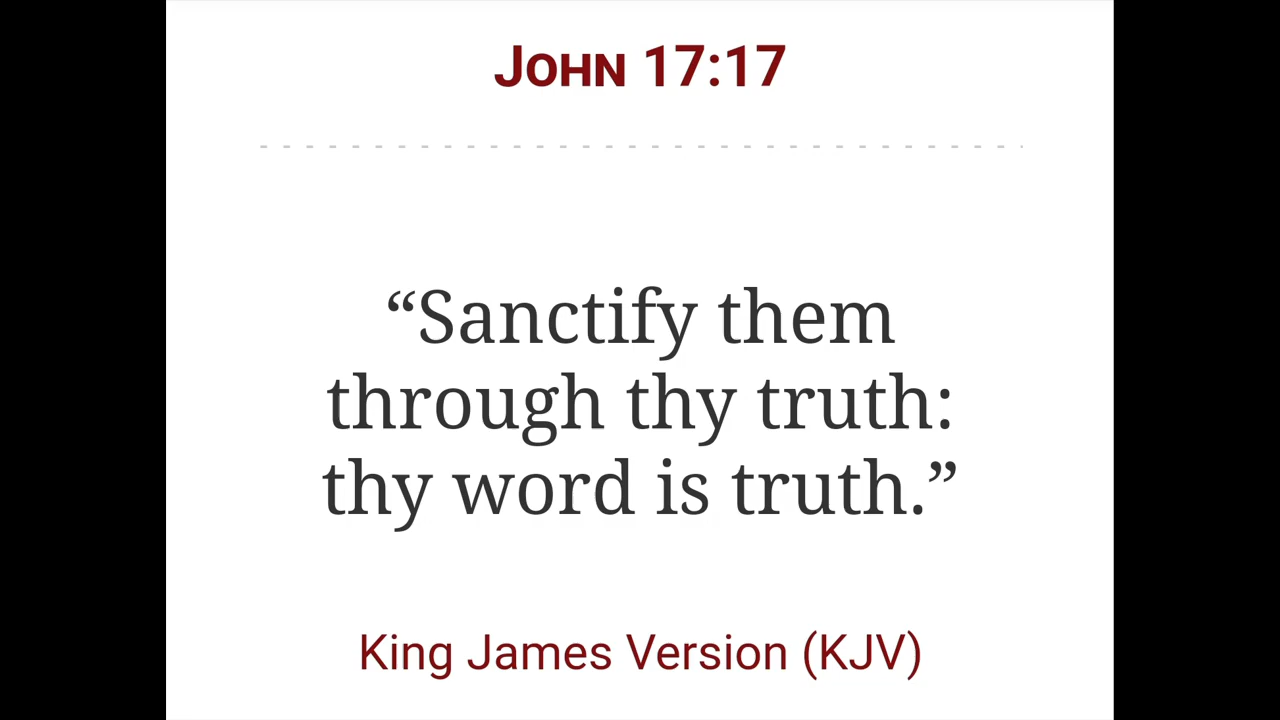 John 17:17
“Sanctify them
through thy truth:
thy word is truth.”
King James Version (KJV)